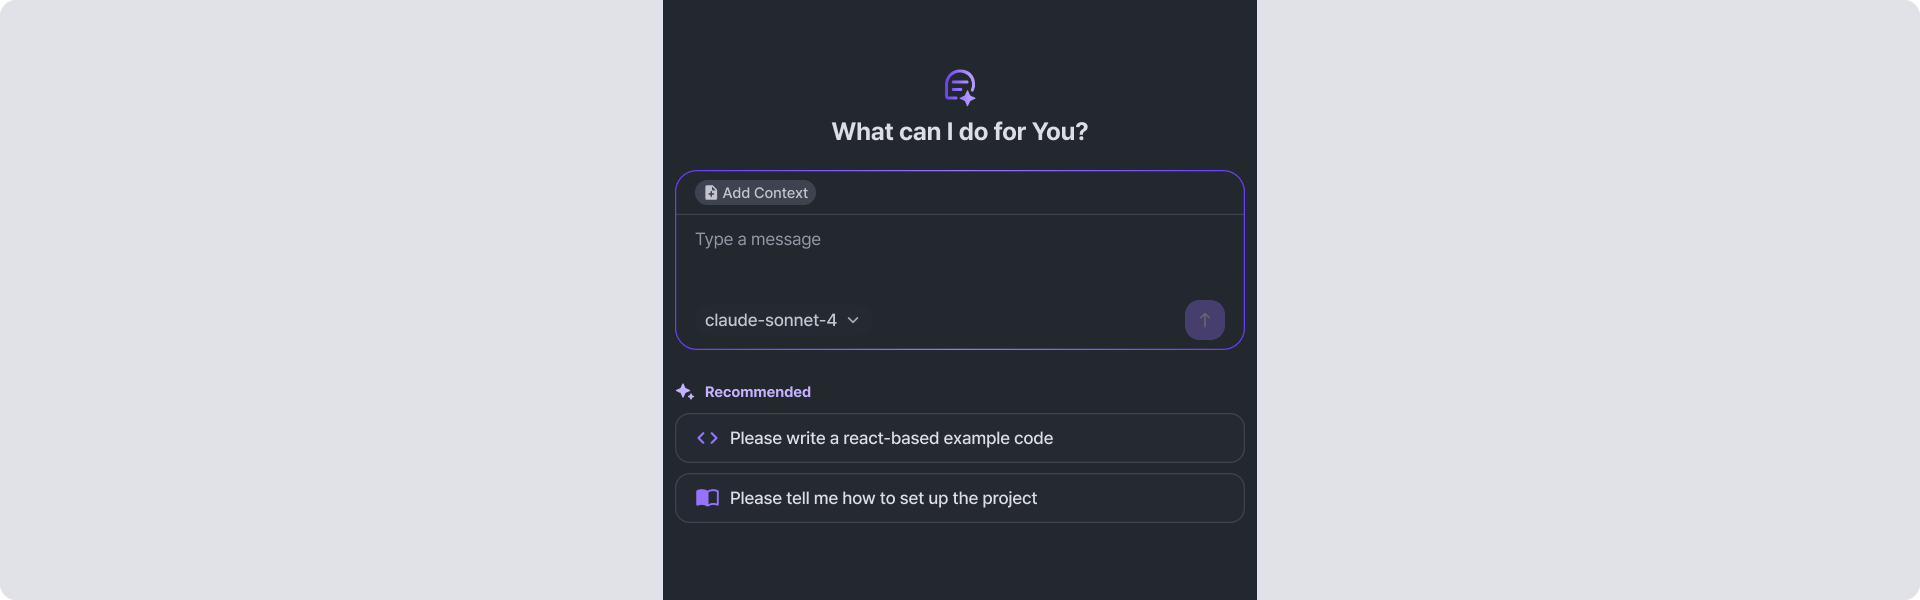 What can I do for You?
Add Context
Type a message
claude-sonnet-4
Recommended
Please write a react-based example code
Please tell me how to set up the project